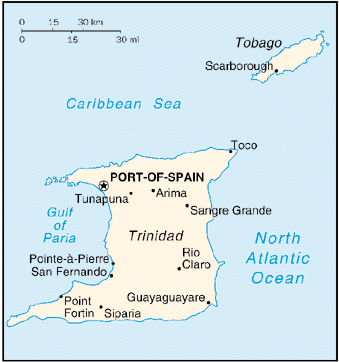 0 15 30 km
0 15 30 mi
Tobago
Scarborough
Caribbean Sea
Toco
PORT-OF-SPAIN
Tunapuna
Arima
Sangre Grande
Gulf
of
Paria
Trinidad
North
Atlantic
Ocean
Pointe-à-Pierre
San Fernando
Rio
Claro
Point
Fortin
Siparia
Guayaguayare